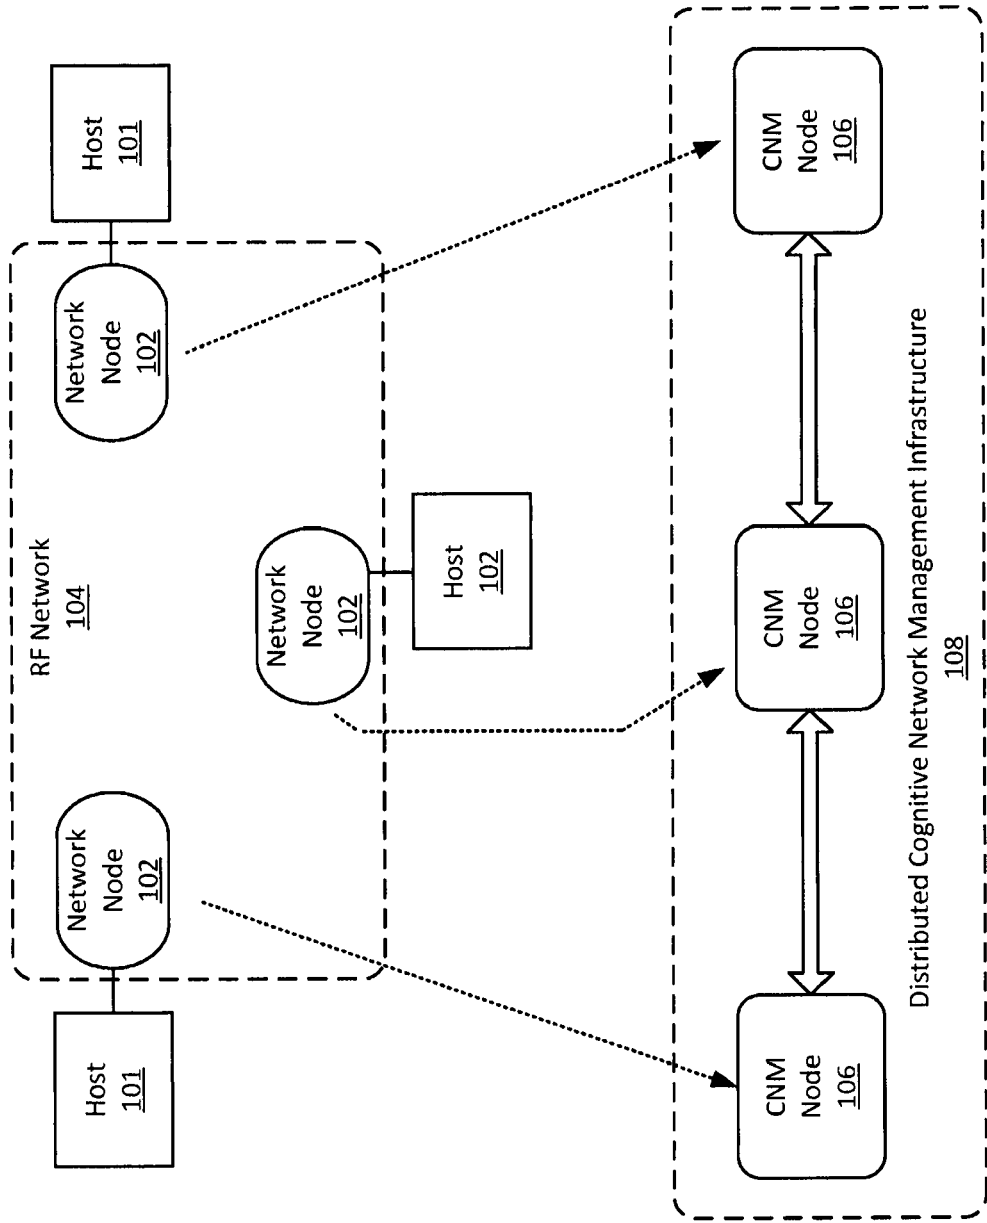 RF Network
104
Host
101
Network
Node
102
Network
Node
102
Network
Node
102
Host
101
Host
102
CNM
Node
106
CNM
Node
106
CNM
Node
106
Distributed Cognitive Network Management Infrastructure
108